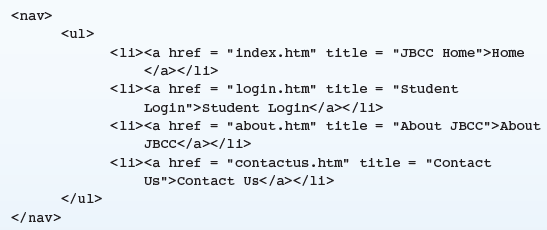 <nav>
<ul>
<li><a href = "index.htm" title = "JBCC Home">Home
</a></li>
<li><a href = "login.htm" title = "Student
Login">Student Login</a></li>
<li><a href = "about.htm" title = "About JBCC">About
JBCC</a></li>
<li><a href = "contactus.htm" title = "Contact
Us">Contact Us</a></li>
</ul>
</nav>